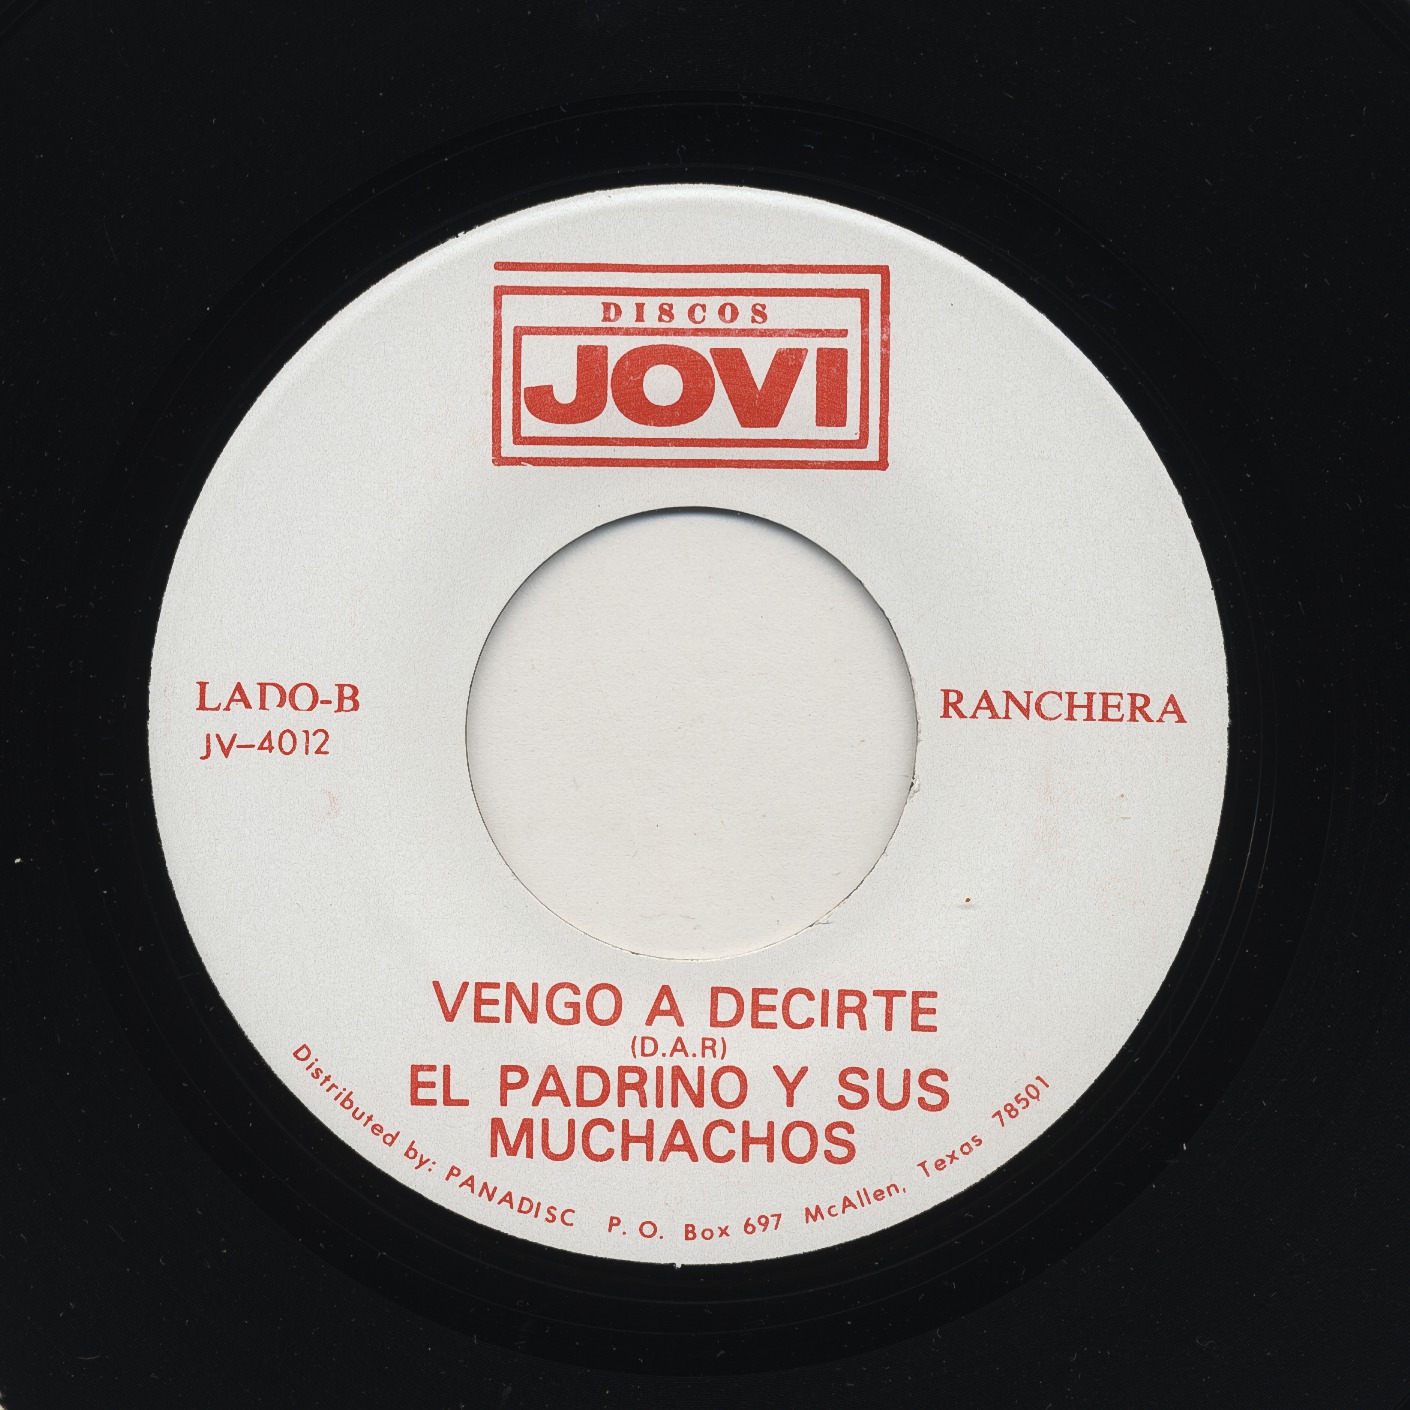 DISCOS
JOVI
LADO-B
JV-4012
RANCHERA
VENGO A DECIRTE
(D.A.R)
EL PADRINO Y SUS
MUCHACHOS
Distributed by: PANADISC P. O. Box 697 McAllen, Texas 78501